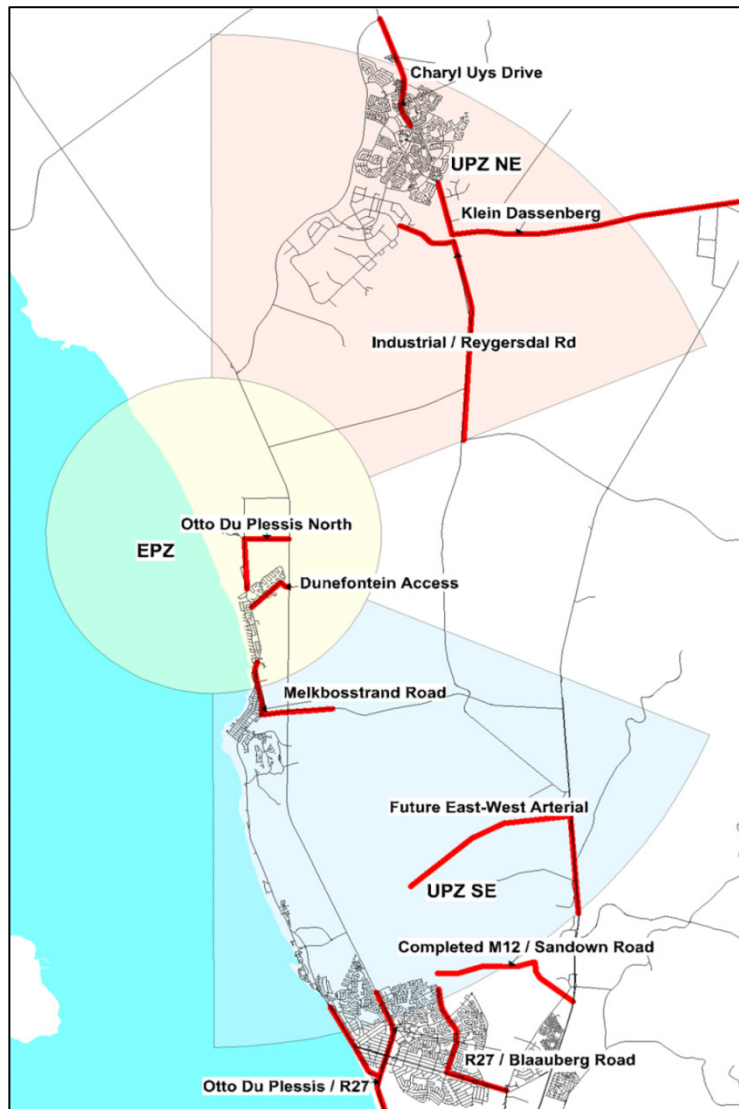 Charyl Uys Drive
UPZ NE
Klein Dassenberg
Industrial / Reygersdal Rd
Otto Du Plessis North
EPZ
Dunefontein Access
Melkbosstrand Road
Future East-West Arterial
UPZ SE
Completed M12 / Sandown Road
R27 / Blaauberg Road
Otto Du Plessis / R27